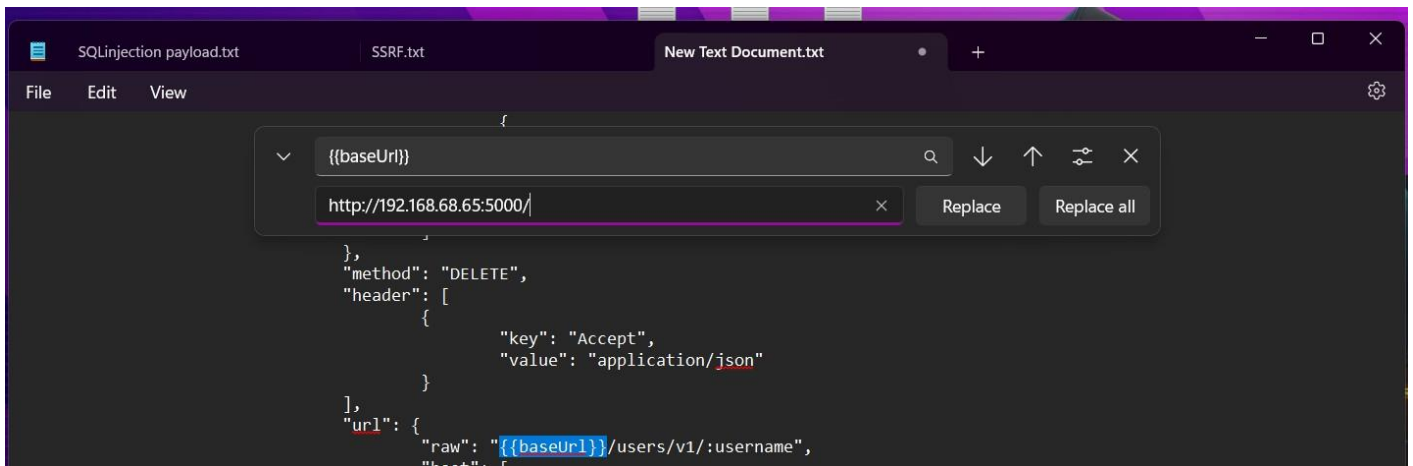 SQLinjection payload.txt SSRF.txt New Text Document.txt
File Edit View
{
{{baseUrl}}
http://192.168.68.65:5000/ Replace Replace all
]
},
"method": "DELETE",
"header": [
{
"key": "Accept",
"value": "application/json"
}
],
"url": {
"raw": "{{baseUrl}}/users/v1/:username",
"host": [